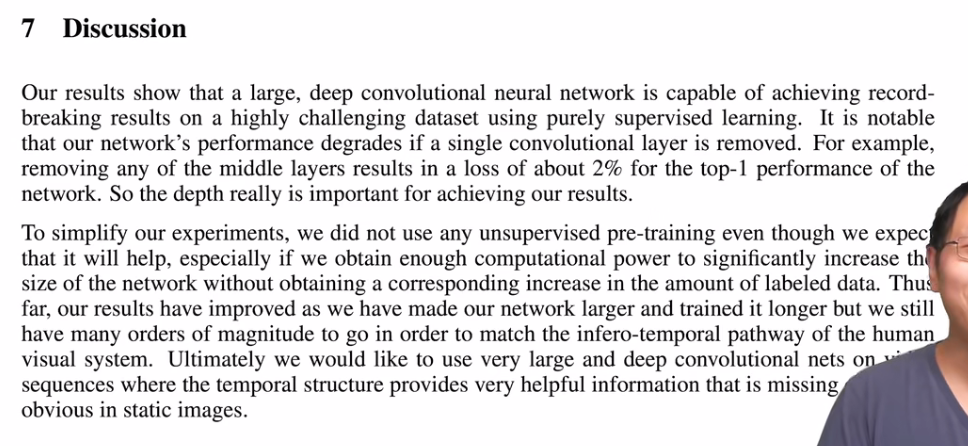 7 Discussion
Our results show that a large, deep convolutional neural network is capable of achieving record-
breaking results on a highly challenging dataset using purely supervised learning. It is notable
that our network's performance degrades if a single convolutional layer is removed. For example,
removing any of the middle layers results in a loss of about 2% for the top-1 performance of the
network. So the depth really is important for achieving our results.
To simplify our experiments, we did not use any unsupervised pre-training even though we expec
that it will help, especially if we obtain enough computational power to significantly increase the
size of the network without obtaining a corresponding increase in the amount of labeled data. Thus
far, our results have improved as we have made our network larger and trained it longer but we still
have many orders of magnitude to go in order to match the infero-temporal pathway of the human
visual system. Ultimately we would like to use very large and deep convolutional nets on
sequences where the temporal structure provides very helpful information that is missing
obvious in static images.